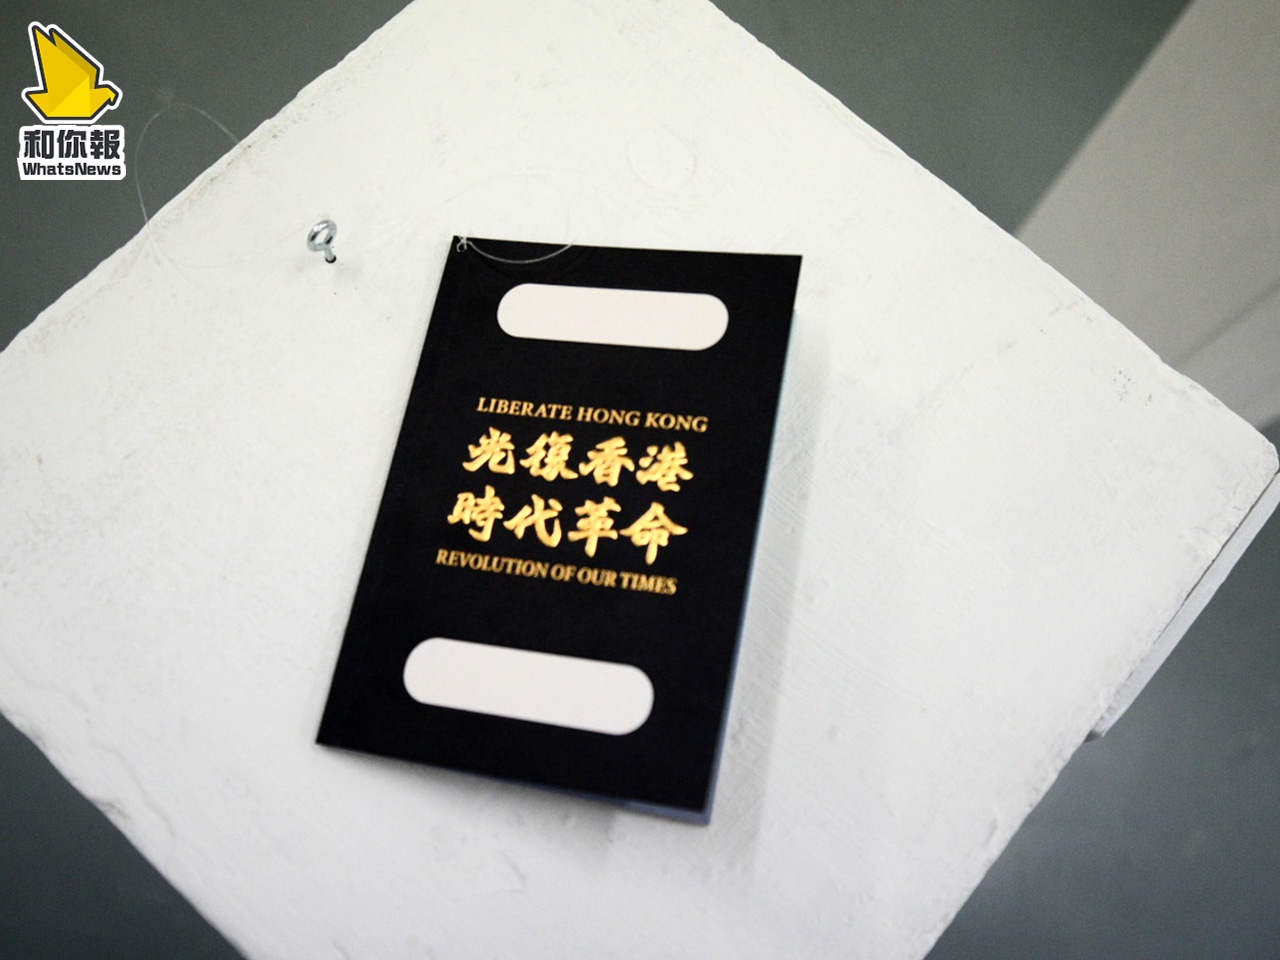 和你報
WhatsNews
LIBERATE HONG KONG
光復香港
時代革命
REVOLUTION OF OUR TIMES